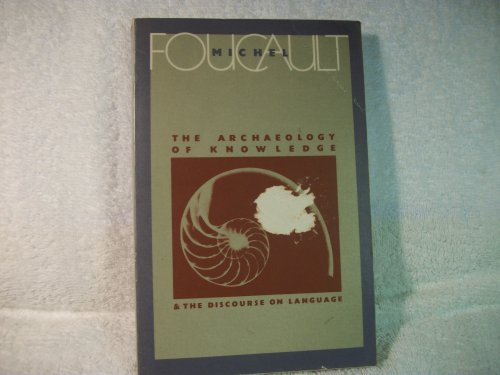 FOUCAULT
MICHEL
THE ARCHAEOLOGY
OF KNOWLEDGE
& THE DISCOURSE ON LANGUAGE